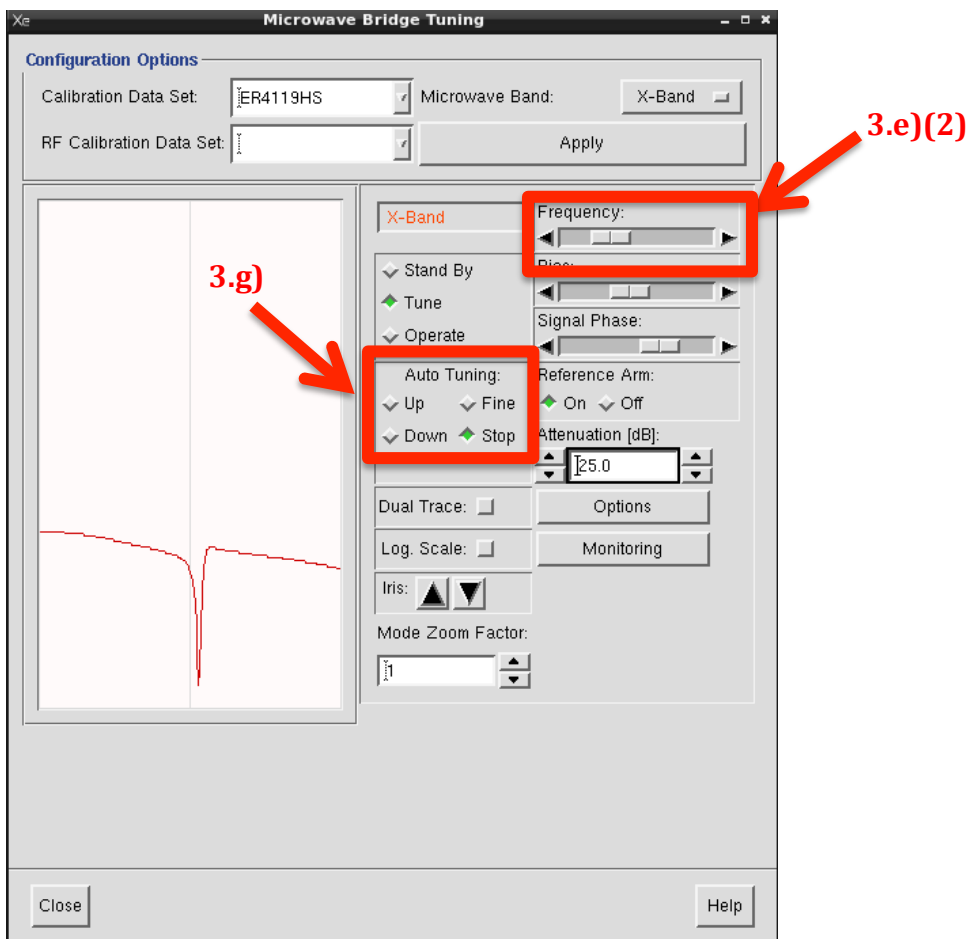 Xe Microwave Bridge Tuning
Configuration Options
Calibration Data Set: ER4119HS Microwave Band: X-Band
RF Calibration Data Set: Apply
3.e)(2)
X-Band Frequency:
3.g)
Stand By
Tune
Signal Phase:
Operate
Auto Tuning: Reference Arm:
Up Fine On Off
Down Stop Attenuation [dB]:
25.0
Dual Trace: Options
Log. Scale: Monitoring
Iris:
Mode Zoom Factor:
1
Close Help